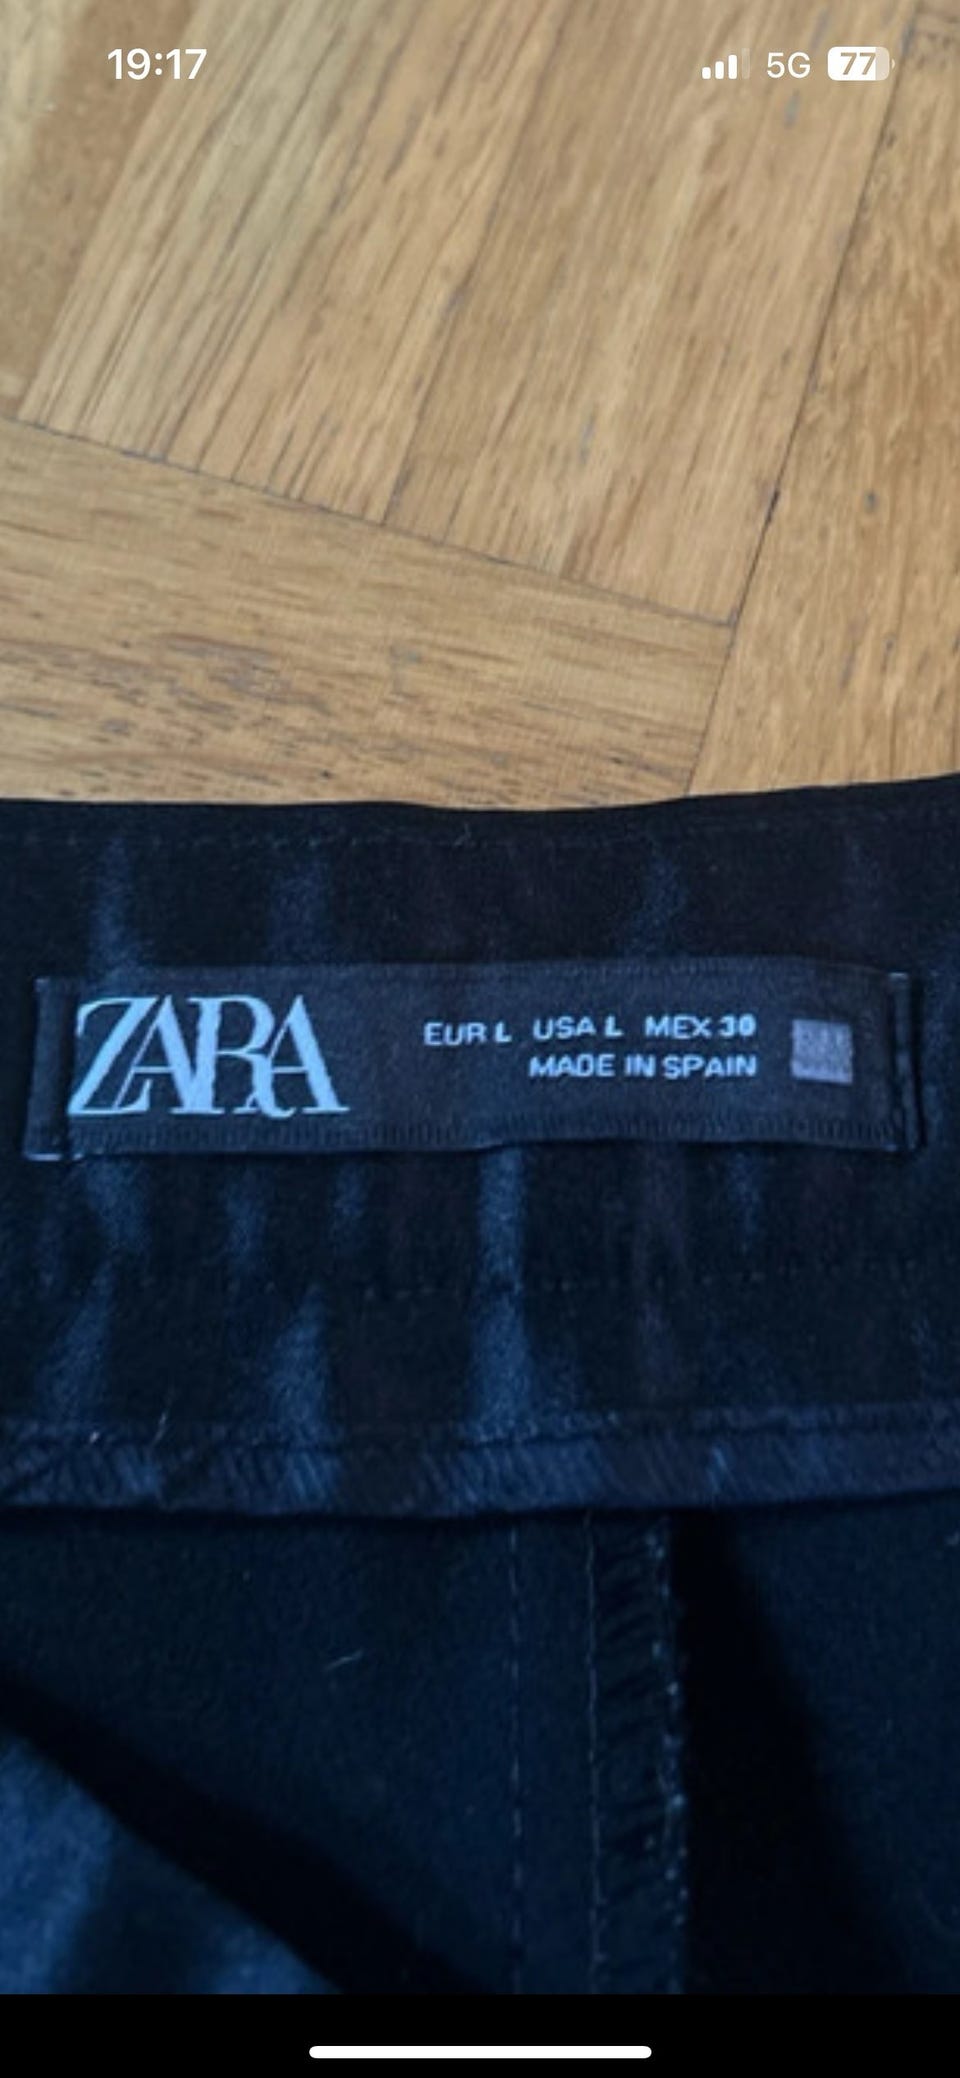 19:17 5G 77
ZARA
EUR L USA L MEX 30
MADE IN SPAIN